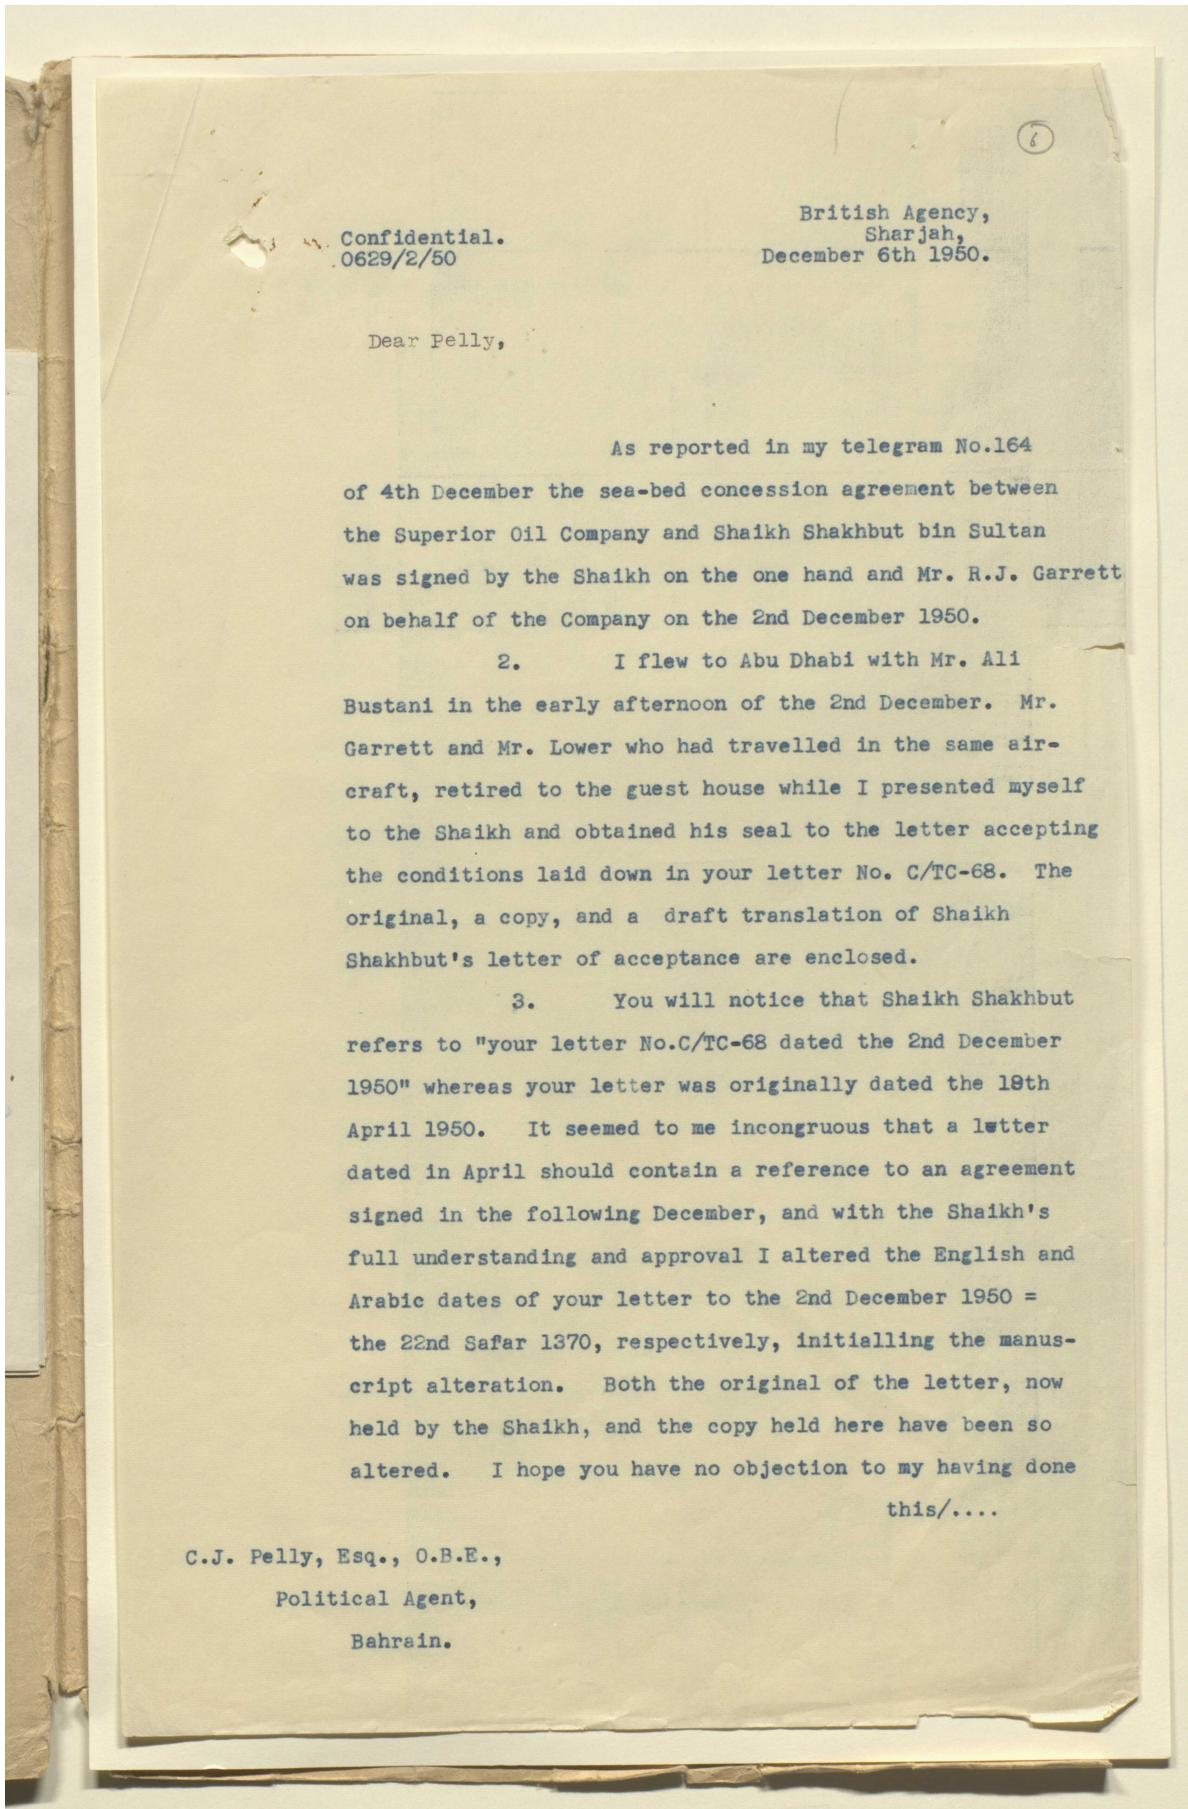 6
British Agency,
Sharjah,
December 6th 1950.
Confidential.
0629/2/50
Dear Pelly,
As reported in my telegram No.164
of 4th December the sea-bed concession agreement between
the Superior Oil Company and Shaikh Shakhbut bin Sultan
was signed by the Shaikh on the one hand and Mr. R.J. Garrett
on behalf of the Company on the 2nd December 1950.
2. I flew to Abu Dhabi with Mr. Ali
Bustani in the early afternoon of the 2nd December. Mr.
Garrett and Mr. Lower who had travelled in the same air-
craft, retired to the guest house while I presented myself
to the Shaikh and obtained his seal to the letter accepting
the conditions laid down in your letter No. C/TC-68. The
original, a copy, and a draft translation of Shaikh
Shakhbut's letter of acceptance are enclosed.
3. You will notice that Shaikh Shakhbut
refers to "your letter No.C/TC-68 dated the 2nd December
1950" whereas your letter was originally dated the
April 1950. It seemed to me incongruous that a letter
dated in April should contain a reference to an agreement
signed in the following December, and with the Shaikh's
full understanding and approval I altered the English and
Arabic dates of your letter to the 2nd December 1950 =
the 22nd Safar 1370, respectively, initialling the manus-
cript alteration. Both the original of the letter, now
held by the Shaikh, and the copy held here have been so
altered. I hope you have no objection to my having done
this/....
C.J. Pelly, Esq., O.B.E.,
Political Agent,
Bahrain.